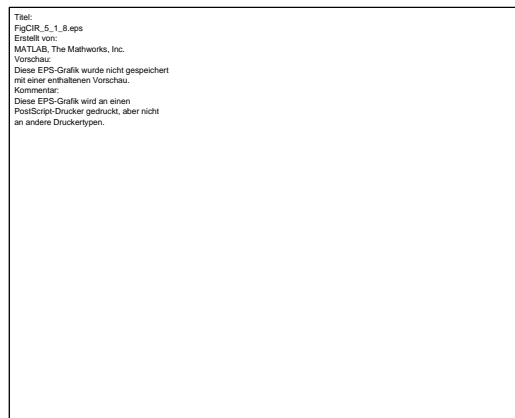 Titel:
FigCIR_5_1_8.eps
Erstellt von:
MATLAB, The Mathworks, Inc.
Vorschau:
Diese EPS-Grafik wurde nicht gespeichert
mit einer enthaltenen Vorschau.
Kommentar:
Diese EPS-Grafik wird an einen
PostScript-Drucker gedruckt, aber nicht
an andere Druckertypen.